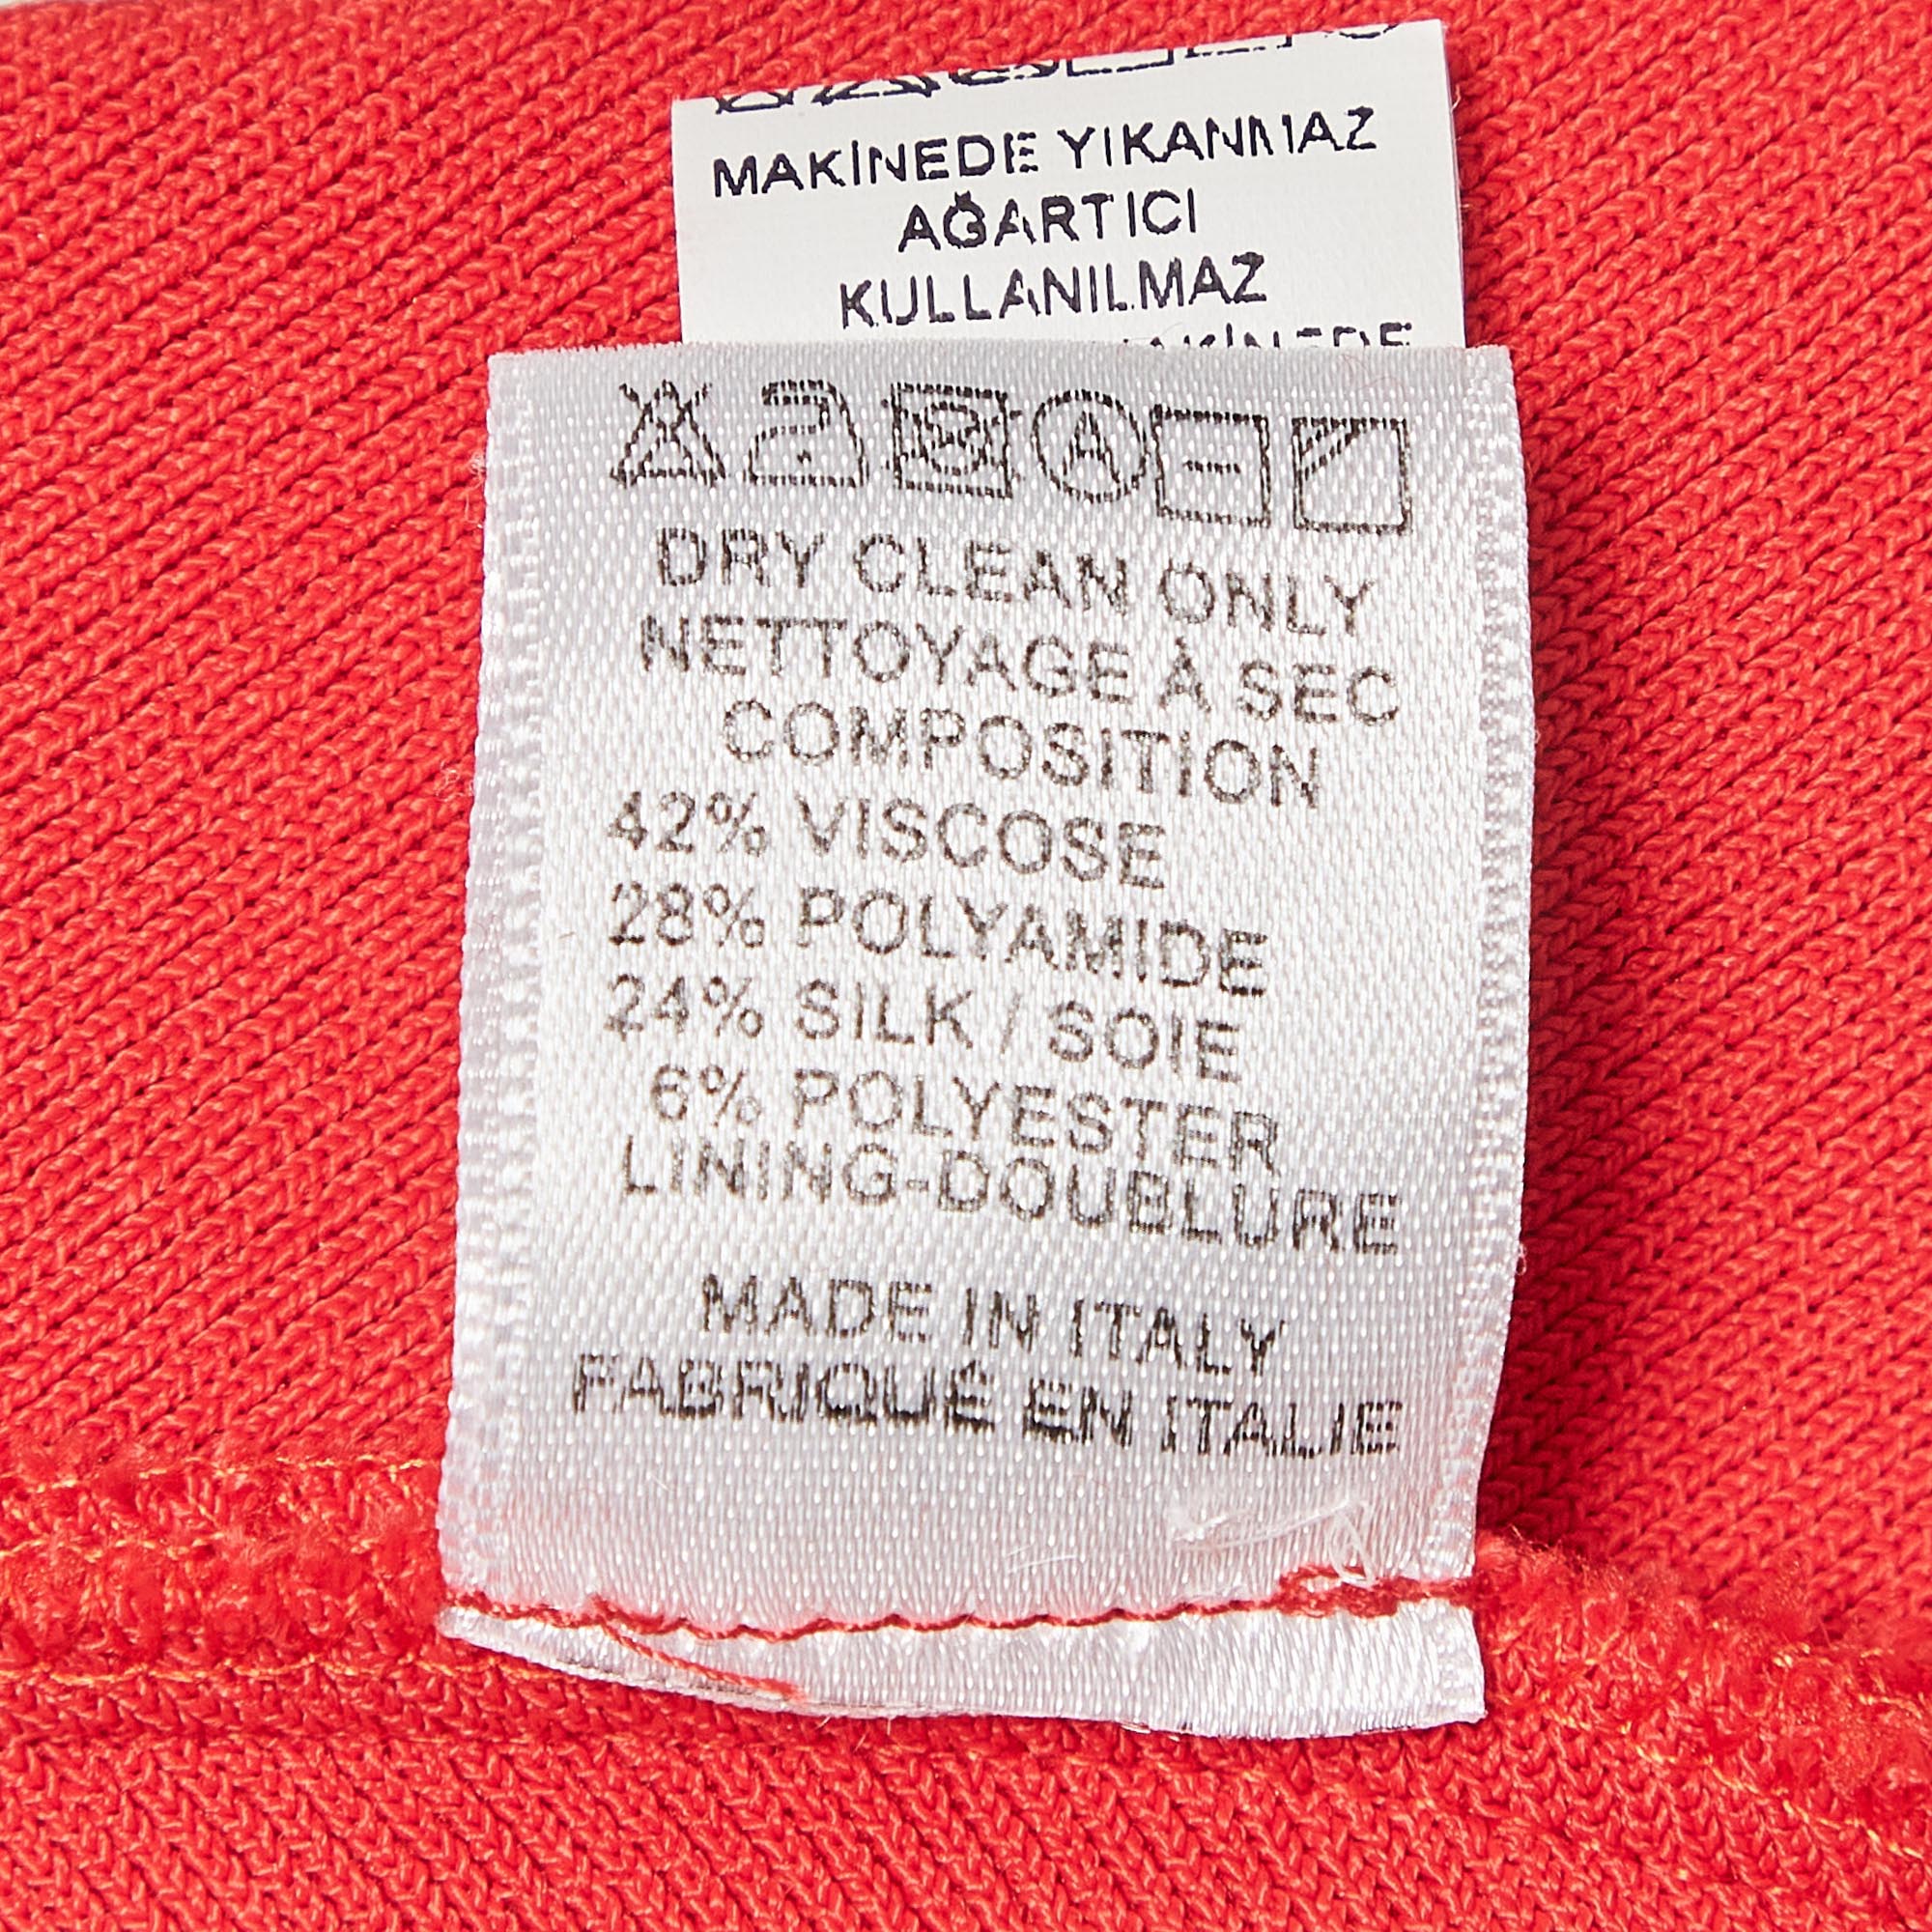 MAKİNEDE YIKANMAZ
AĞARTICI
KULLANILMAZ
DRY CLEAN ONLY
NETTOYAGE À SEC
COMPOSITION
42% VISCOSE
28% POLYAMIDE
24% SILK / SOIE
6% POLYESTER
LINING-DOUBLURE
MADE IN ITALY
FABRIQUÉ EN ITALIE